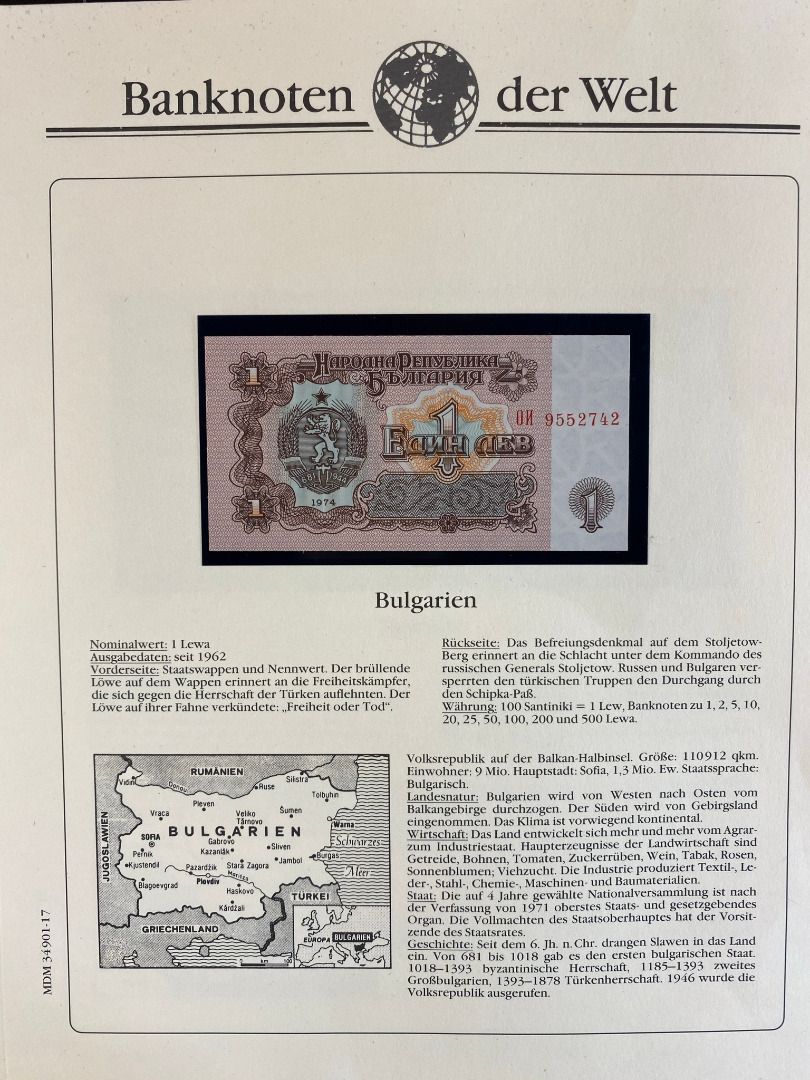 Banknoten der Welt
НАРОДНА РЕПУБЛИКА
БЪЛГАРИЯ
1
1
ЕДИН ЛЕВ
ОИ 9552742
1974
1
1
Bulgarien
Nominalwert: 1 Lewa
Ausgabedaten: seit 1962
Vorderseite: Staatswappen und Nennwert. Der brüllende
Löwe auf dem Wappen erinnert an die Freiheitskämpfer,
die sich gegen die Herrschaft der Türken auflehnten. Der
Löwe auf ihrer Fahne verkündete: „Freiheit oder Tod".
Rückseite: Das Befreiungsdenkmal auf dem Stoljetow-
Berg erinnert an die Schlacht unter dem Kommando des
russischen Generals Stoljetow. Russen und Bulgaren ver-
sperrten den türkischen Truppen den Durchgang durch
den Schipka-Paß.
Währung: 100 Santiniki = 1 Lew, Banknoten zu 1, 2, 5, 10,
20, 25, 50, 100, 200 und 500 Lewa.
RUMÄNIEN
Silistra
Vidin
Donau
Ruse
Tolbuhin
Pleven
Vraca
Veliko
Tărnovo
Šumen
Warna
BULGARIEN
Schwarzes
Meer
SOFIA
Gabrovo
Kazanlăk
Sliven
Pernik
Burgas
Kjustendil
Stara Zagora
Jambol
Pazardžik
Marica
Blagoevgrad
Plovdiv
Haskovo
Kărdžali
TÜRKEI
JUGOSLAWIEN
GRIECHENLAND
EUROPA
BULGARIEN
0 km 100
Volksrepublik auf der Balkan-Halbinsel. Größe: 110912 qkm.
Einwohner: 9 Mio. Hauptstadt: Sofia, 1,3 Mio. Ew. Staatssprache:
Bulgarisch.
Landesnatur: Bulgarien wird von Westen nach Osten vom
Balkangebirge durchzogen. Der Süden wird von Gebirgsland
eingenommen. Das Klima ist vorwiegend kontinental.
Wirtschaft: Das Land entwickelt sich mehr und mehr vom Agrar-
zum Industriestaat. Haupterzeugnisse der Landwirtschaft sind
Getreide, Bohnen, Tomaten, Zuckerrüben, Wein, Tabak, Rosen,
Sonnenblumen; Viehzucht. Die Industrie produziert Textil-, Le-
der-, Stahl-, Chemie-, Maschinen- und Baumaterialien.
Staat: Die auf 4 Jahre gewählte Nationalversammlung ist nach
der Verfassung von 1971 oberstes Staats- und gesetzgebendes
Organ. Die Vollmachten des Staatsoberhauptes hat der Vorsit-
zende des Staatsrates.
Geschichte: Seit dem 6. Jh. n. Chr. drangen Slawen in das Land
ein. Von 681 bis 1018 gab es den ersten bulgarischen Staat.
1018–1393 byzantinische Herrschaft, 1185–1393 zweites
Großbulgarien, 1393–1878 Türkenherrschaft. 1946 wurde die
Volksrepublik ausgerufen.
MDM 34901-17